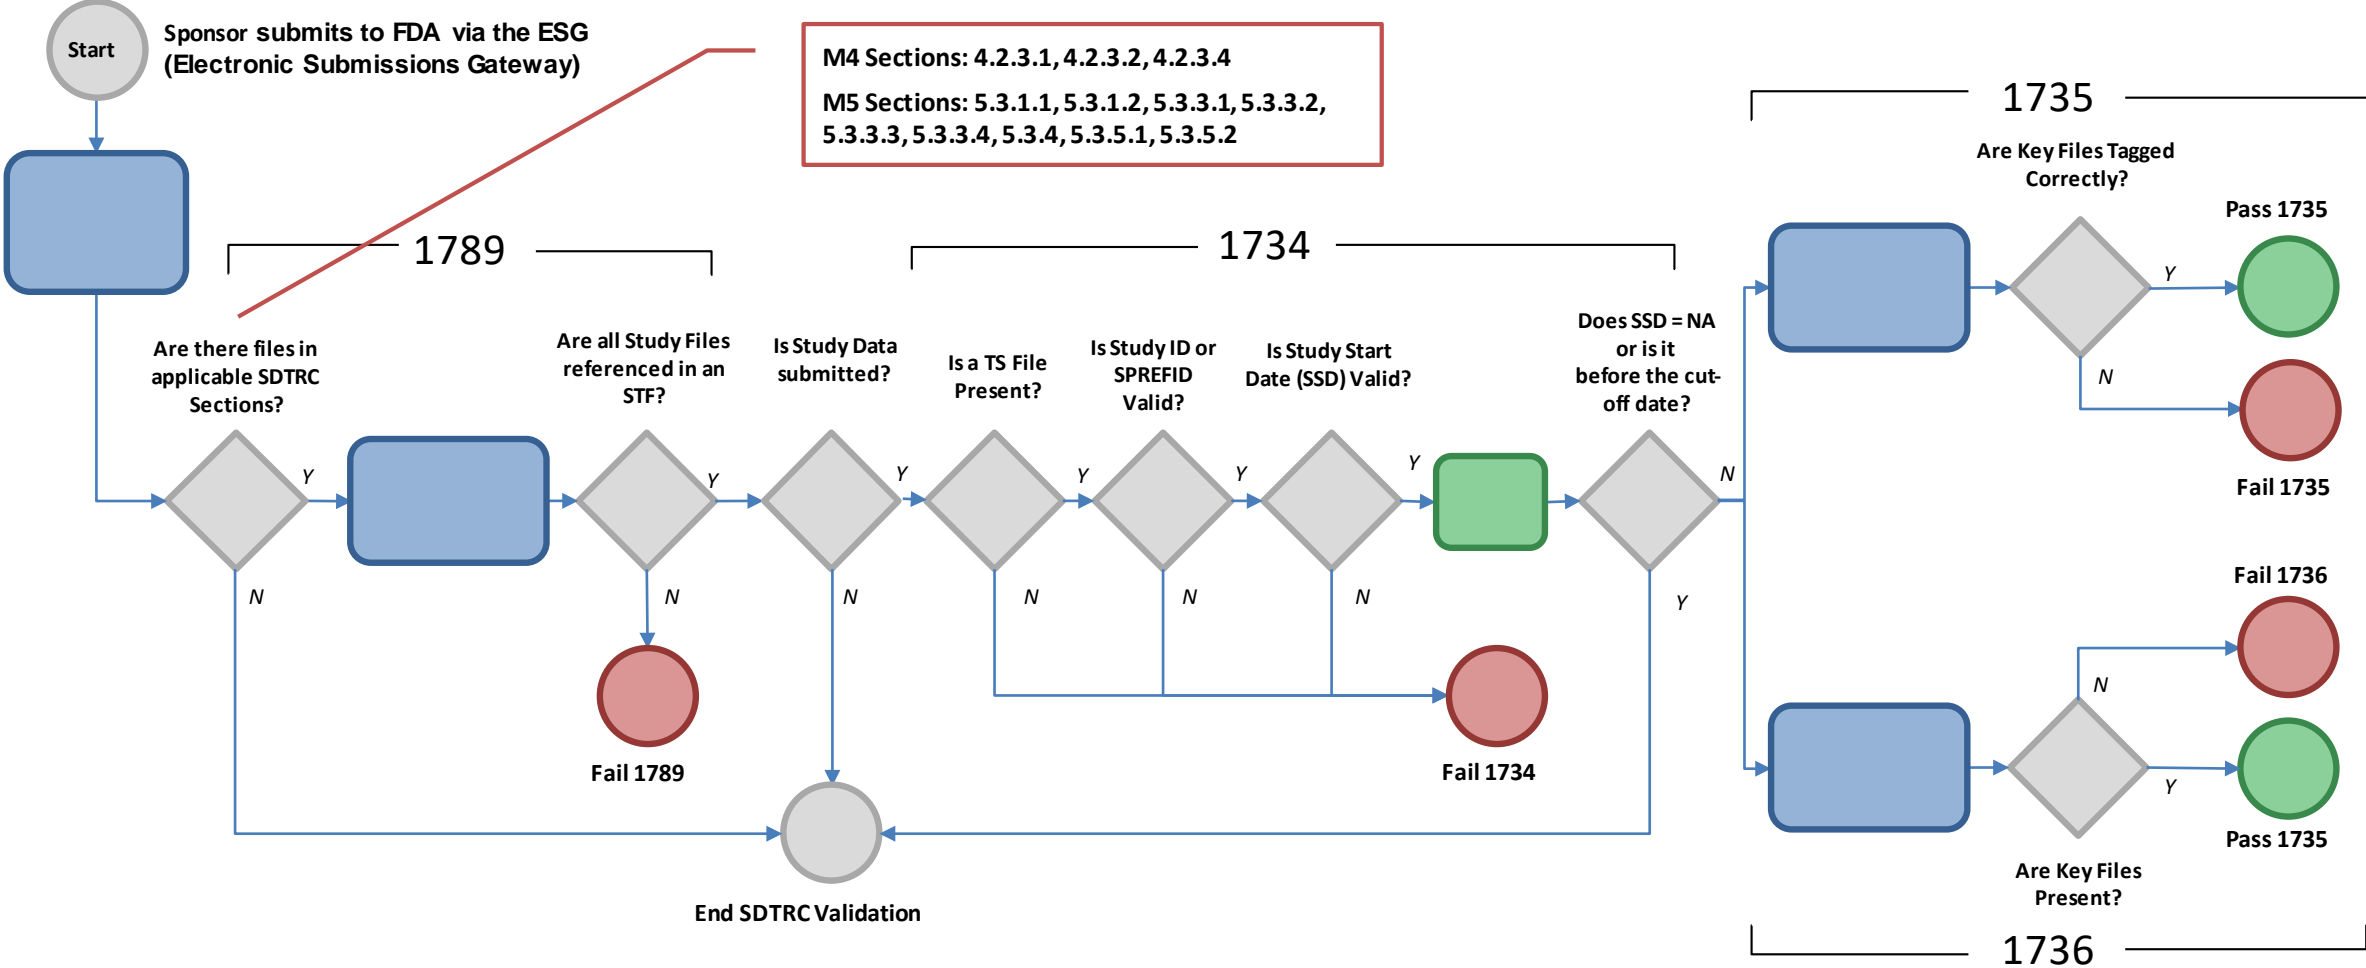 Start
Sponsor submits to FDA via the ESG
(Electronic Submissions Gateway)
M4 Sections: 4.2.3.1, 4.2.3.2, 4.2.3.4
M5 Sections: 5.3.1.1, 5.3.1.2, 5.3.3.1, 5.3.3.2,
5.3.3.3, 5.3.3.4, 5.3.4, 5.3.5.1, 5.3.5.2
1789
1734
1735
Are there files in
applicable SDTRC
Sections?
Y
N
Are all Study Files
referenced in an
STF?
Y
N
Fail 1789
Is Study Data
submitted?
Y
N
Is a TS File
Present?
Y
N
Is Study ID or
SPREFID
Valid?
Y
N
Is Study Start
Date (SSD) Valid?
Y
N
Fail 1734
Does SSD = NA
or is it
before the cut-
off date?
N
Y
End SDTRC Validation
Are Key Files Tagged
Correctly?
Y
Pass 1735
N
Fail 1735
Fail 1736
N
Y
Pass 1735
Are Key Files
Present?
1736